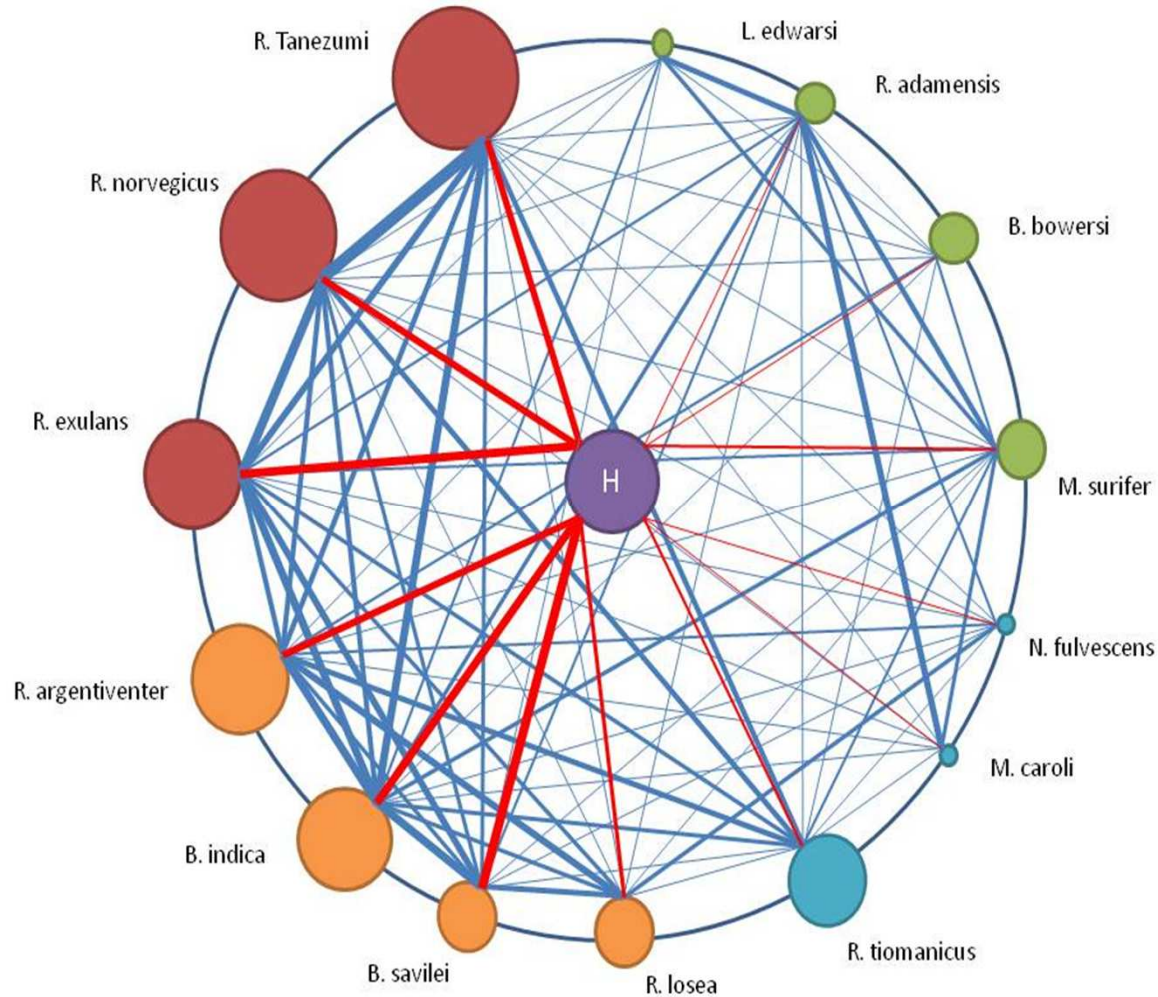 L. edwarsi
R. Tanezumi
R. adamensis
R. norvegicus
B. bowersi
R. exulans
H
M. surifer
N. fulvescens
R. argentiventer
M. caroli
B. indica
R. tiomanicus
B. savilei
R. losea